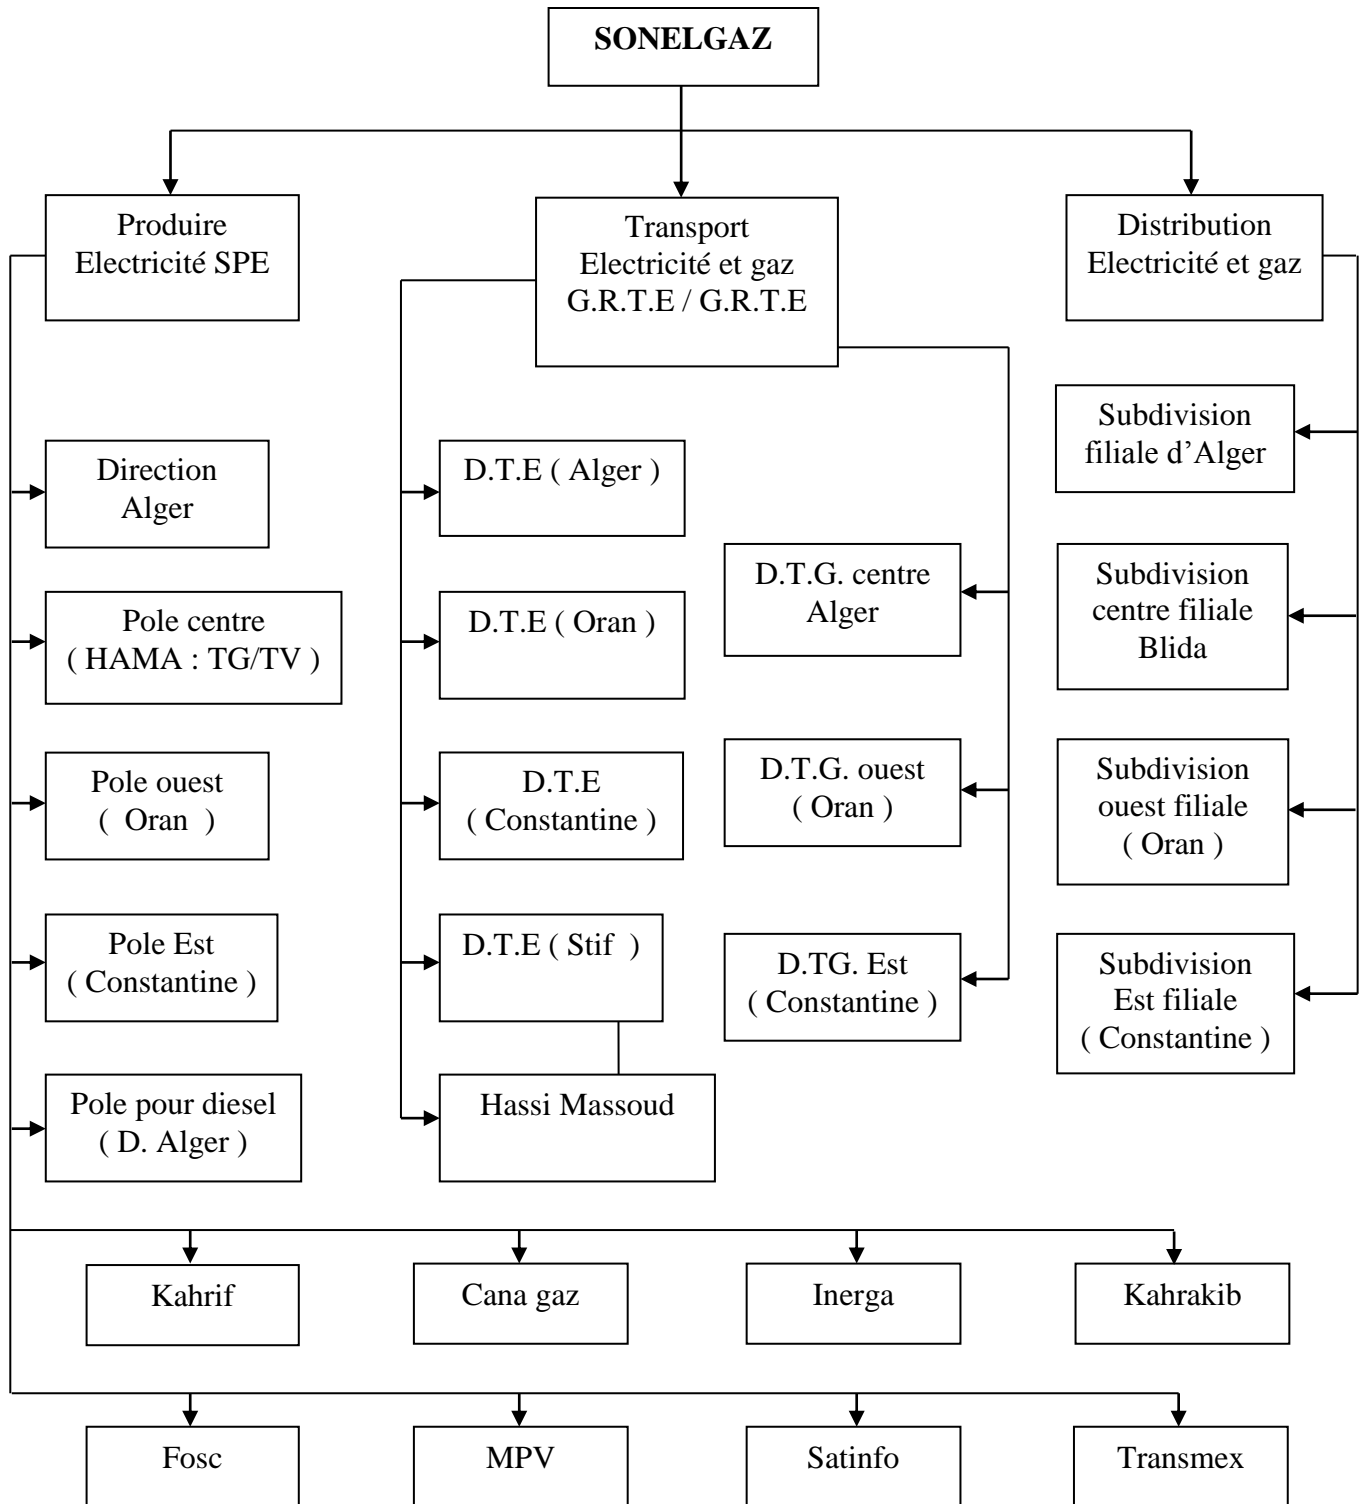 SONELGAZ
Produire
Electricité SPE
Transport
Electricité et gaz
G.R.T.E / G.R.T.E
Distribution
Electricité et gaz
Direction
Alger
Pole centre
( HAMA : TG/TV )
Pole ouest
( Oran )
Pole Est
( Constantine )
Pole pour diesel
( D. Alger )
D.T.E ( Alger )
D.T.E ( Oran )
D.T.E
( Constantine )
D.T.E ( Stif )
Hassi Massoud
D.T.G. centre
Alger
D.T.G. ouest
( Oran )
D.TG. Est
( Constantine )
Subdivision
filiale d’Alger
Subdivision
centre filiale
Blida
Subdivision
ouest filiale
( Oran )
Subdivision
Est filiale
( Constantine )
Kahrif
Cana gaz
Inerga
Kahrakib
Fosc
MPV
Satinfo
Transmex